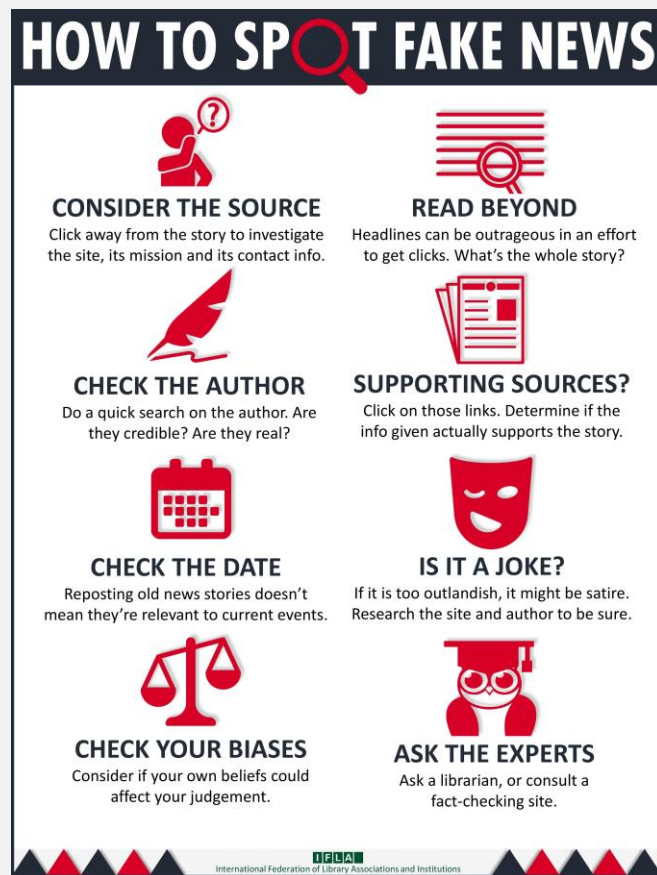 HOW TO SPOT FAKE NEWS
?
CONSIDER THE SOURCE
Click away from the story to investigate
the site, its mission and its contact info.
READ BEYOND
Headlines can be outrageous in an effort
to get clicks. What’s the whole story?
CHECK THE AUTHOR
Do a quick search on the author. Are
they credible? Are they real?
SUPPORTING SOURCES?
Click on those links. Determine if the
info given actually supports the story.
CHECK THE DATE
Reposting old news stories doesn’t
mean they’re relevant to current events.
IS IT A JOKE?
If it is too outlandish, it might be satire.
Research the site and author to be sure.
CHECK YOUR BIASES
Consider if your own beliefs could
affect your judgement.
ASK THE EXPERTS
Ask a librarian, or consult a
fact-checking site.
IFLA
International Federation of Library Associations and Institutions